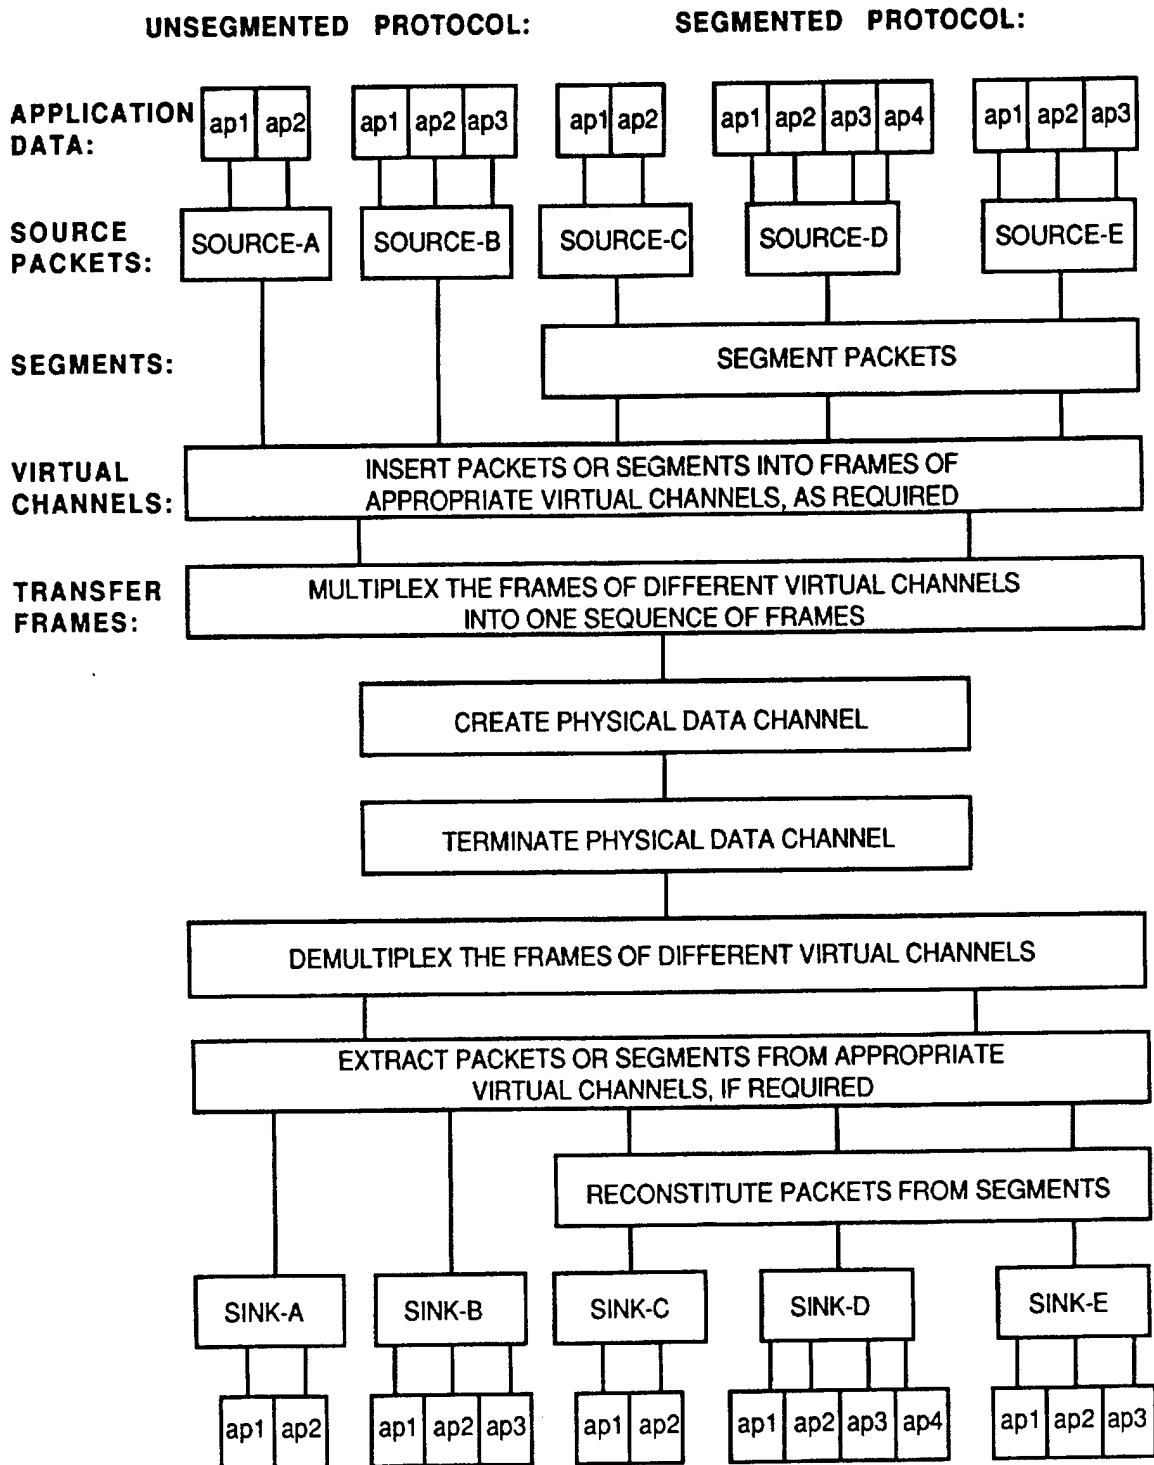 UNSEGMENTED PROTOCOL: SEGMENTED PROTOCOL:
APPLICATION DATA:
ap1 ap2 ap1 ap2 ap3 ap1 ap2 ap1 ap2 ap3 ap4 ap1 ap2 ap3
SOURCE PACKETS:
SOURCE-A SOURCE-B SOURCE-C SOURCE-D SOURCE-E
SEGMENTS:
SEGMENT PACKETS
VIRTUAL CHANNELS:
INSERT PACKETS OR SEGMENTS INTO FRAMES OF
APPROPRIATE VIRTUAL CHANNELS, AS REQUIRED
TRANSFER FRAMES:
MULTIPLEX THE FRAMES OF DIFFERENT VIRTUAL CHANNELS
INTO ONE SEQUENCE OF FRAMES
CREATE PHYSICAL DATA CHANNEL
TERMINATE PHYSICAL DATA CHANNEL
DEMULTIPLEX THE FRAMES OF DIFFERENT VIRTUAL CHANNELS
EXTRACT PACKETS OR SEGMENTS FROM APPROPRIATE
VIRTUAL CHANNELS, IF REQUIRED
RECONSTITUTE PACKETS FROM SEGMENTS
SINK-A SINK-B SINK-C SINK-D SINK-E
ap1 ap2 ap1 ap2 ap3 ap1 ap2 ap1 ap2 ap3 ap4 ap1 ap2 ap3